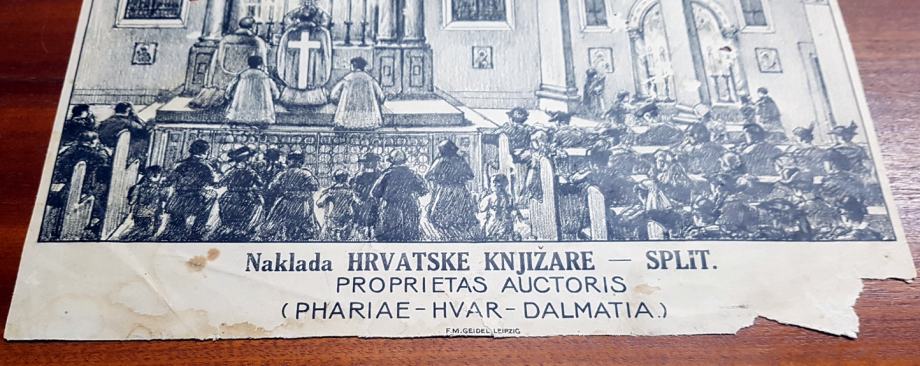 Naklada HRVATSKE KNJIŽARE — SPLIT.
PROPRIETAS AUCTORIS
(PHARIAE-HVAR-DALMATIA.)
F.M.GEIDEL, LEIPZIG